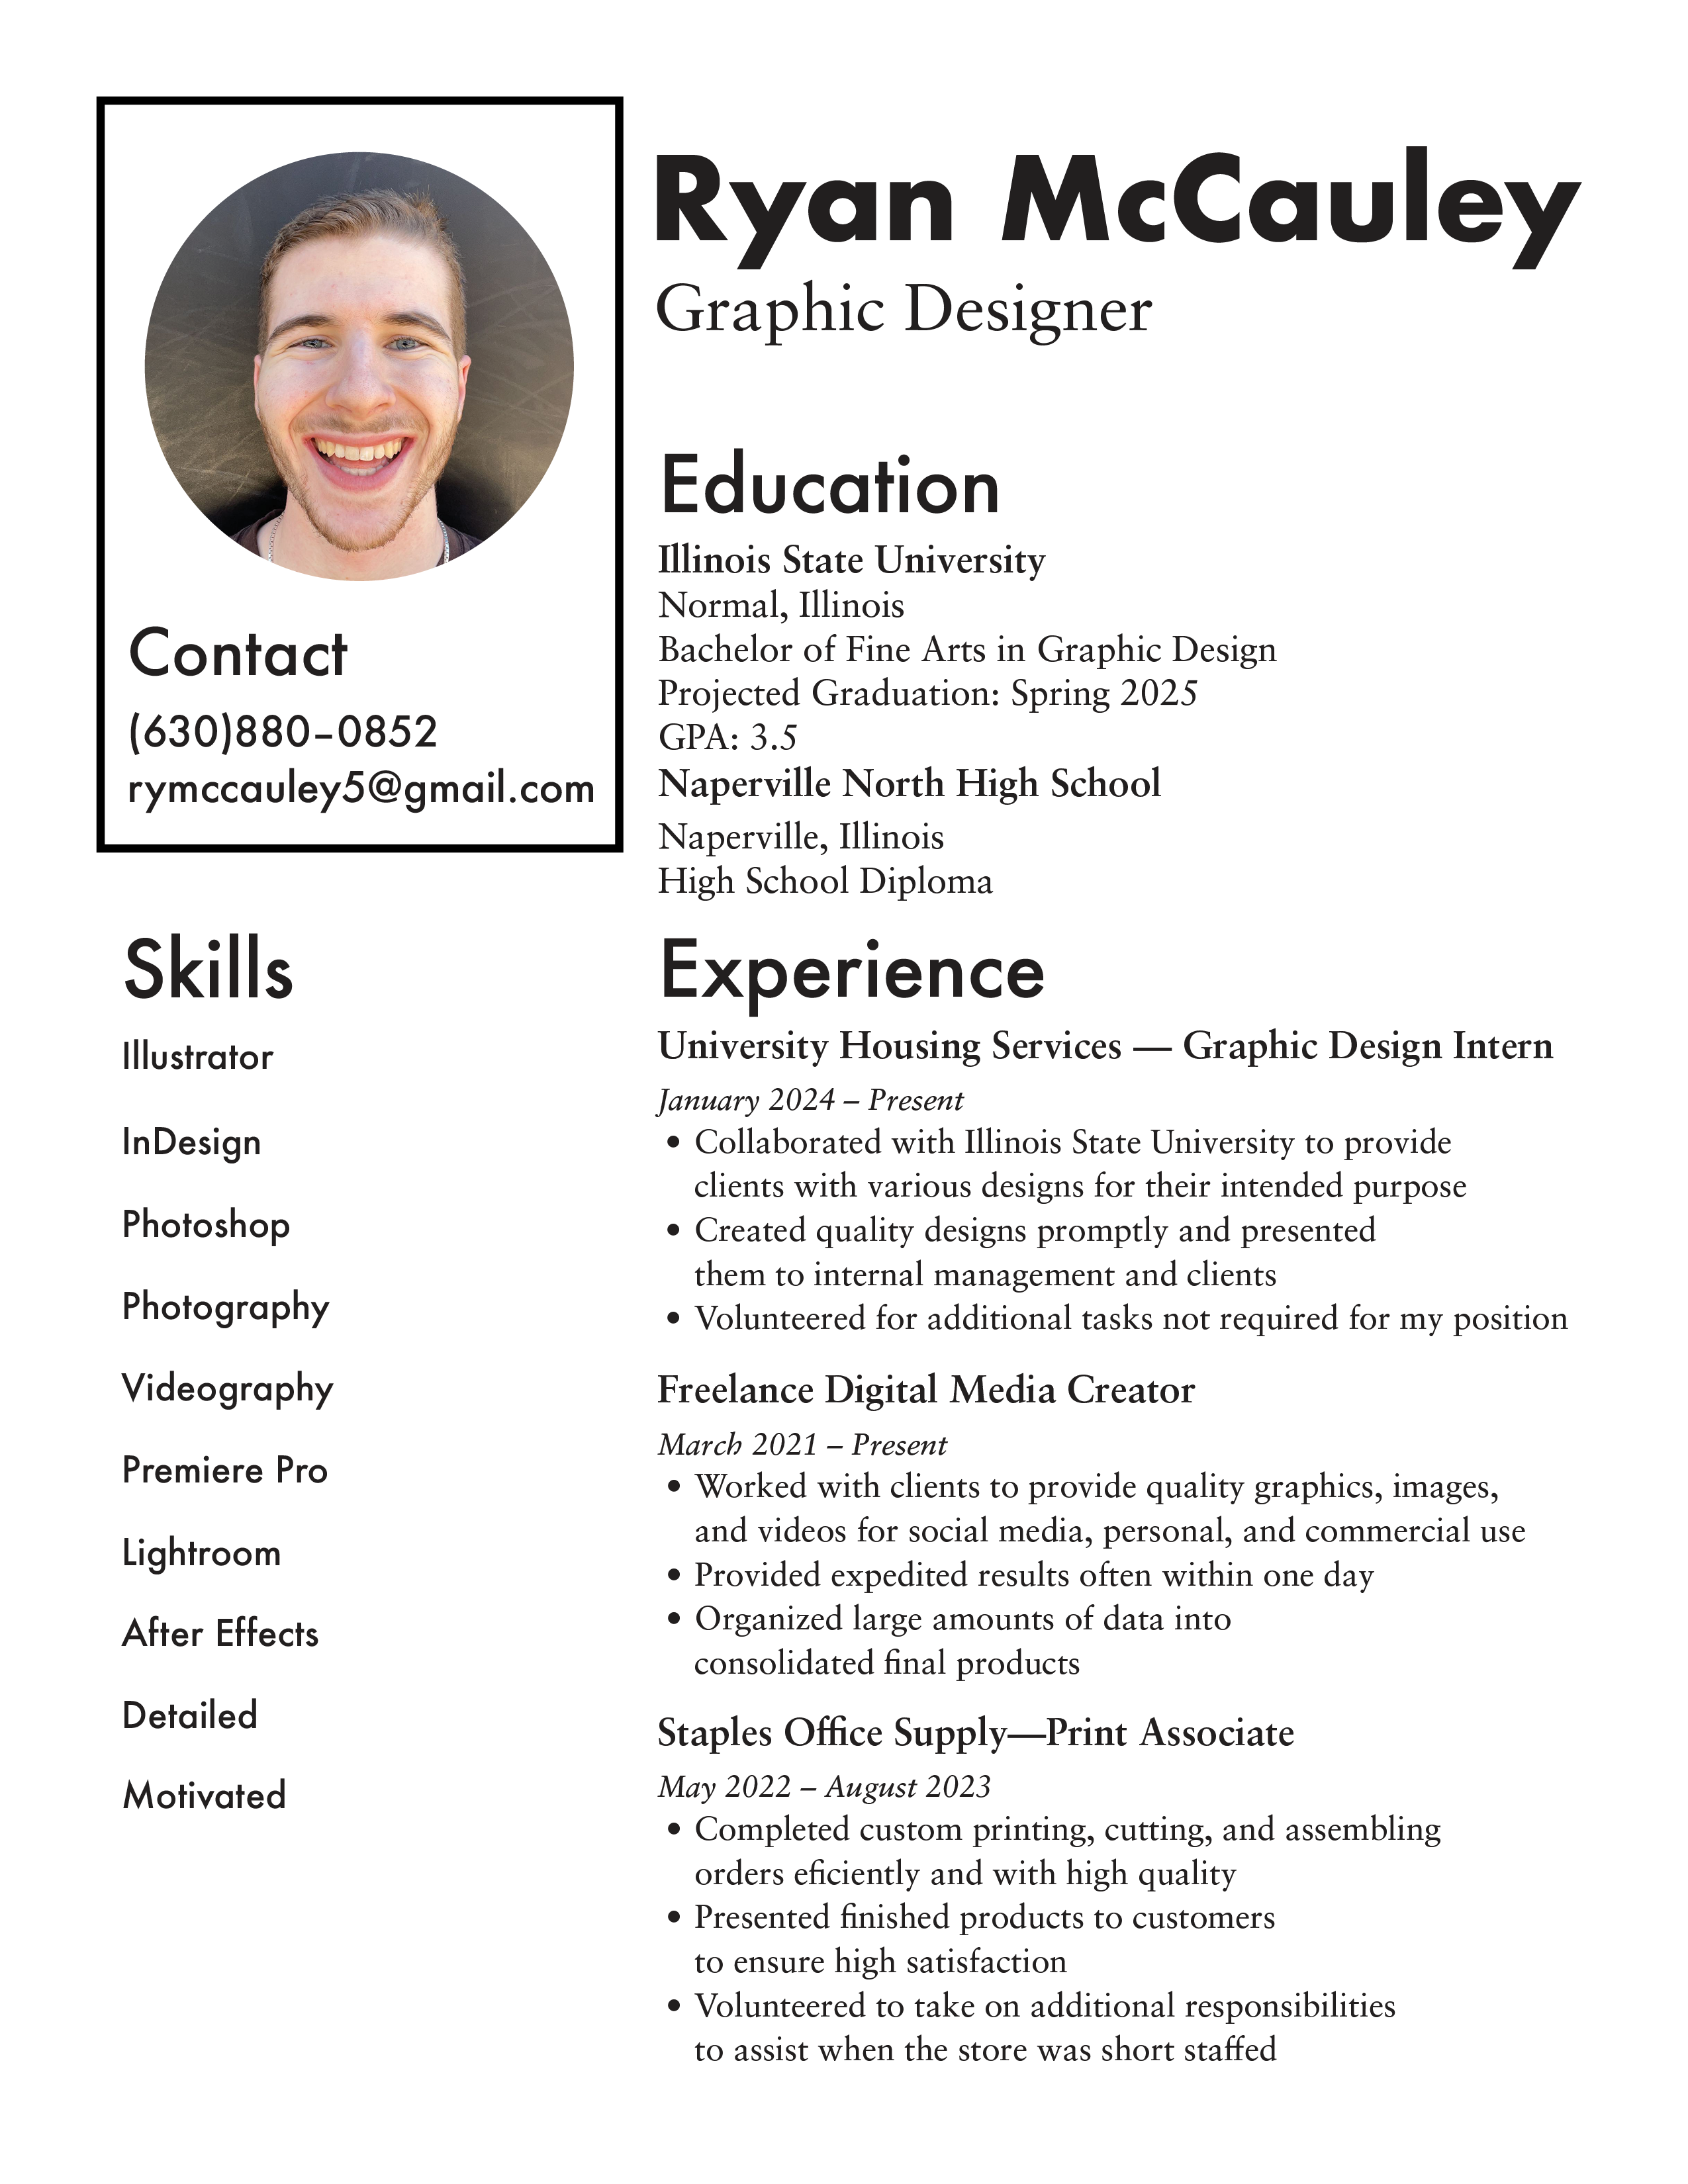 Ryan McCauley
Graphic Designer
Contact
(630)880-0852
rymccauley5@gmail.com
Education
Illinois State University
Normal, Illinois
Bachelor of Fine Arts in Graphic Design
Projected Graduation: Spring 2025
GPA: 3.5
Naperville North High School
Naperville, Illinois
High School Diploma
Skills
Illustrator
InDesign
Photoshop
Photography
Videography
Premiere Pro
Lightroom
After Effects
Detailed
Motivated
Experience
University Housing Services — Graphic Design Intern
January 2024 – Present
• Collaborated with Illinois State University to provide
clients with various designs for their intended purpose
• Created quality designs promptly and presented
them to internal management and clients
• Volunteered for additional tasks not required for my position
Freelance Digital Media Creator
March 2021 – Present
• Worked with clients to provide quality graphics, images,
and videos for social media, personal, and commercial use
• Provided expedited results often within one day
• Organized large amounts of data into
consolidated final products
Staples Office Supply—Print Associate
May 2022 – August 2023
• Completed custom printing, cutting, and assembling
orders eficiently and with high quality
• Presented finished products to customers
to ensure high satisfaction
• Volunteered to take on additional responsibilities
to assist when the store was short staffed